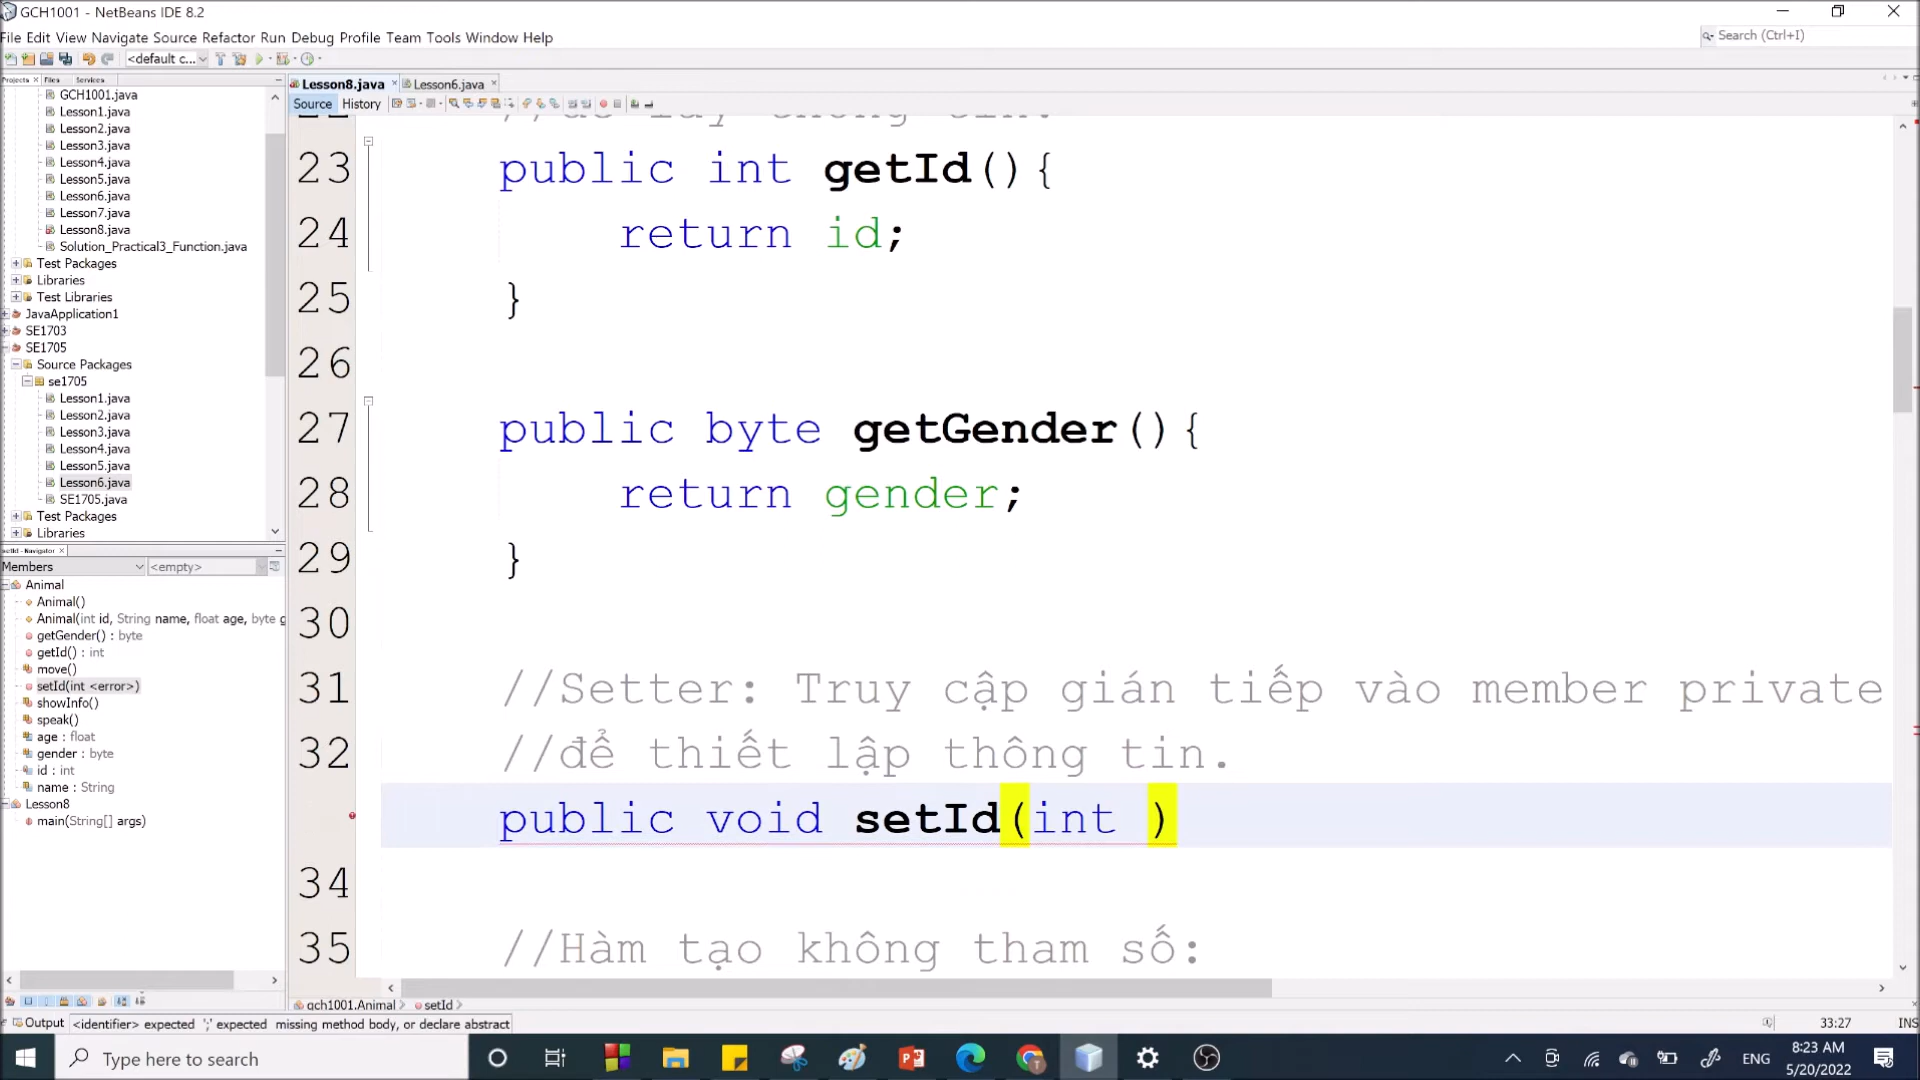 GCH1001 - NetBeans IDE 8.2
File Edit View Navigate Source Refactor Run Debug Profile Team Tools Window Help
Search (Ctrl+I)
<default c...
Projects Files Services
GCH1001.java
Lesson1.java
Lesson2.java
Lesson3.java
Lesson4.java
Lesson5.java
Lesson6.java
Lesson7.java
Lesson8.java
Solution_Practical3_Function.java
Test Packages
Libraries
Test Libraries
JavaApplication1
SE1703
SE1705
Source Packages
se1705
Lesson1.java
Lesson2.java
Lesson3.java
Lesson4.java
Lesson5.java
Lesson6.java
SE1705.java
Test Packages
Libraries
setId - Navigator
Members <empty>
Animal
Animal()
Animal(int id, String name, float age, byte g
getGender() : byte
getId() : int
move()
setId(int <error>)
showInfo()
speak()
age : float
gender : byte
id : int
name : String
Lesson8
main(String[] args)
Lesson8.java Lesson6.java
Source History
23 public int getId(){
24 return id;
25 }
26
27 public byte getGender(){
28 return gender;
29 }
30
31 //Setter: Truy cập gián tiếp vào member private
32 //để thiết lập thông tin.
public void setId(int )
34
35 //Hàm tạo không tham số:
gch1001.Animal setId
Output <identifier> expected ';' expected missing method body, or declare abstract
33:27 INS
Type here to search
ENG
8:23 AM
5/20/2022